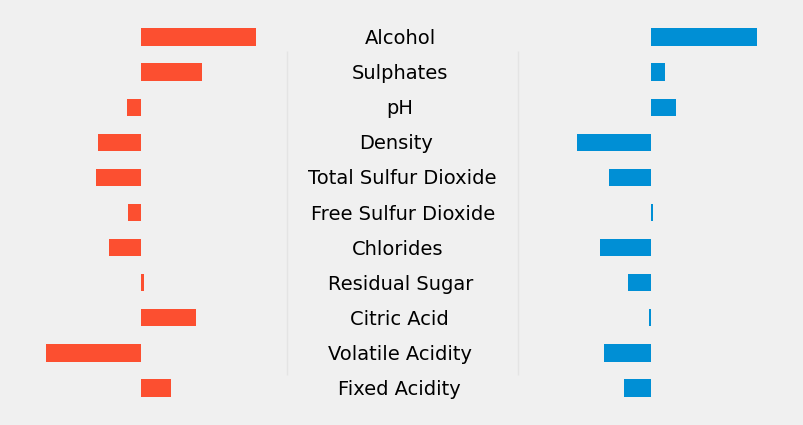 Alcohol
Sulphates
pH
Density
Total Sulfur Dioxide
Free Sulfur Dioxide
Chlorides
Residual Sugar
Citric Acid
Volatile Acidity
Fixed Acidity